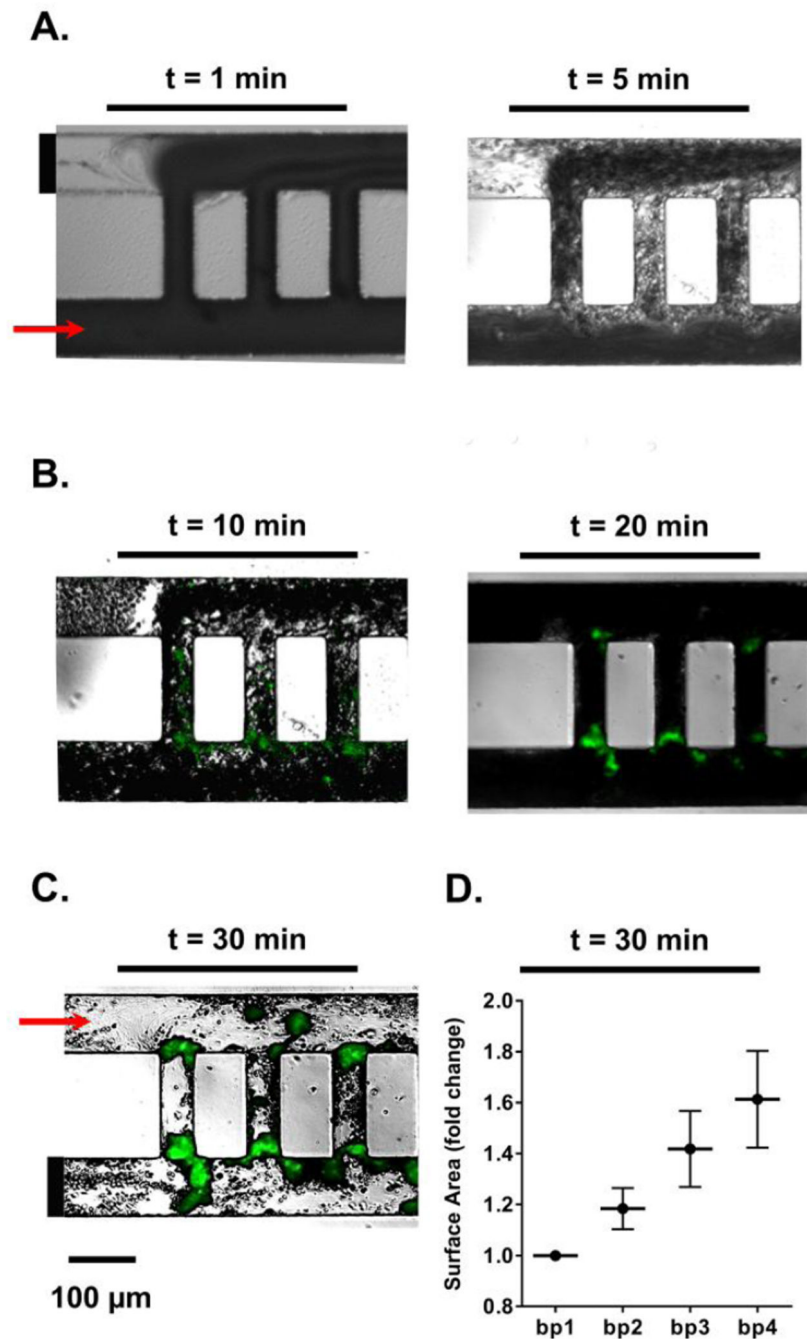 A.
t = 1 min
t = 5 min
B.
t = 10 min
t = 20 min
C.
D.
t = 30 min
t = 30 min
100 µm
Surface Area (fold change)
2.0
1.8
1.6
1.4
1.2
1.0
0.8
bp1 bp2 bp3 bp4